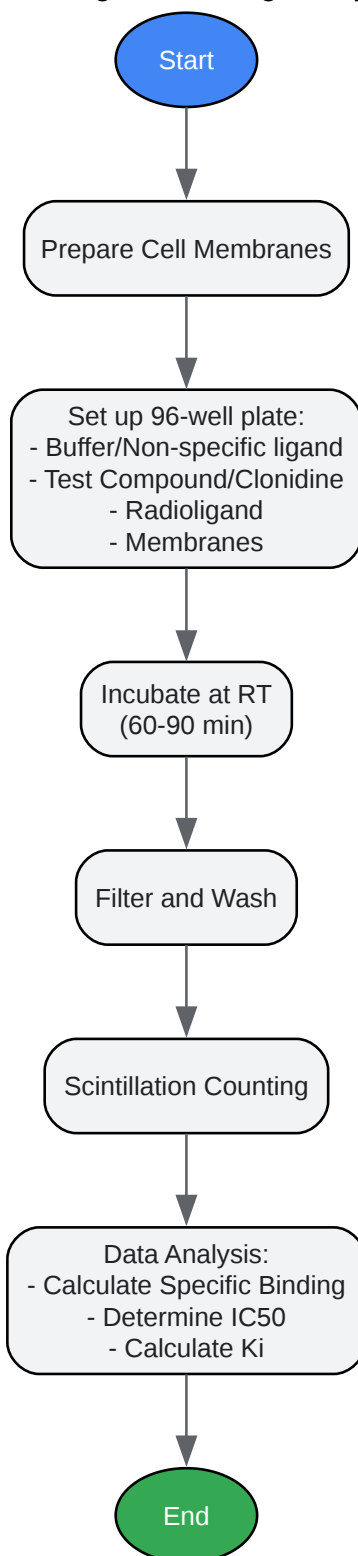 Start
Prepare Cell Membranes
Set up 96-well plate:
- Buffer/Non-specific ligand
- Test Compound/Clonidine
- Radioligand
- Membranes
Incubate at RT
(60-90 min)
Filter and Wash
Scintillation Counting
Data Analysis:
- Calculate Specific Binding
- Determine IC50
- Calculate Ki
End